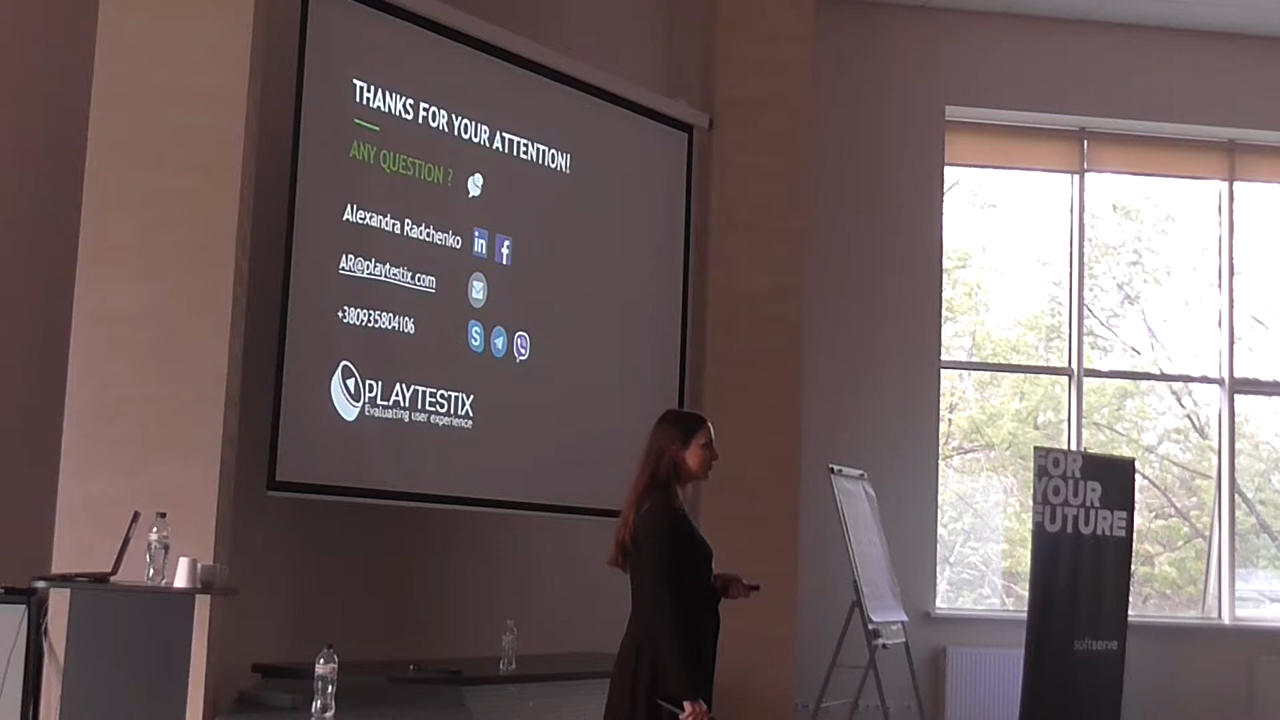 THANKS FOR YOUR ATTENTION!
ANY QUESTION ?
Alexandra Radchenko
in f
AR@playtestix.com
+380935804106
S
PLAYTESTIX
Evaluating user experience
FOR
YOUR
FUTURE
softserve